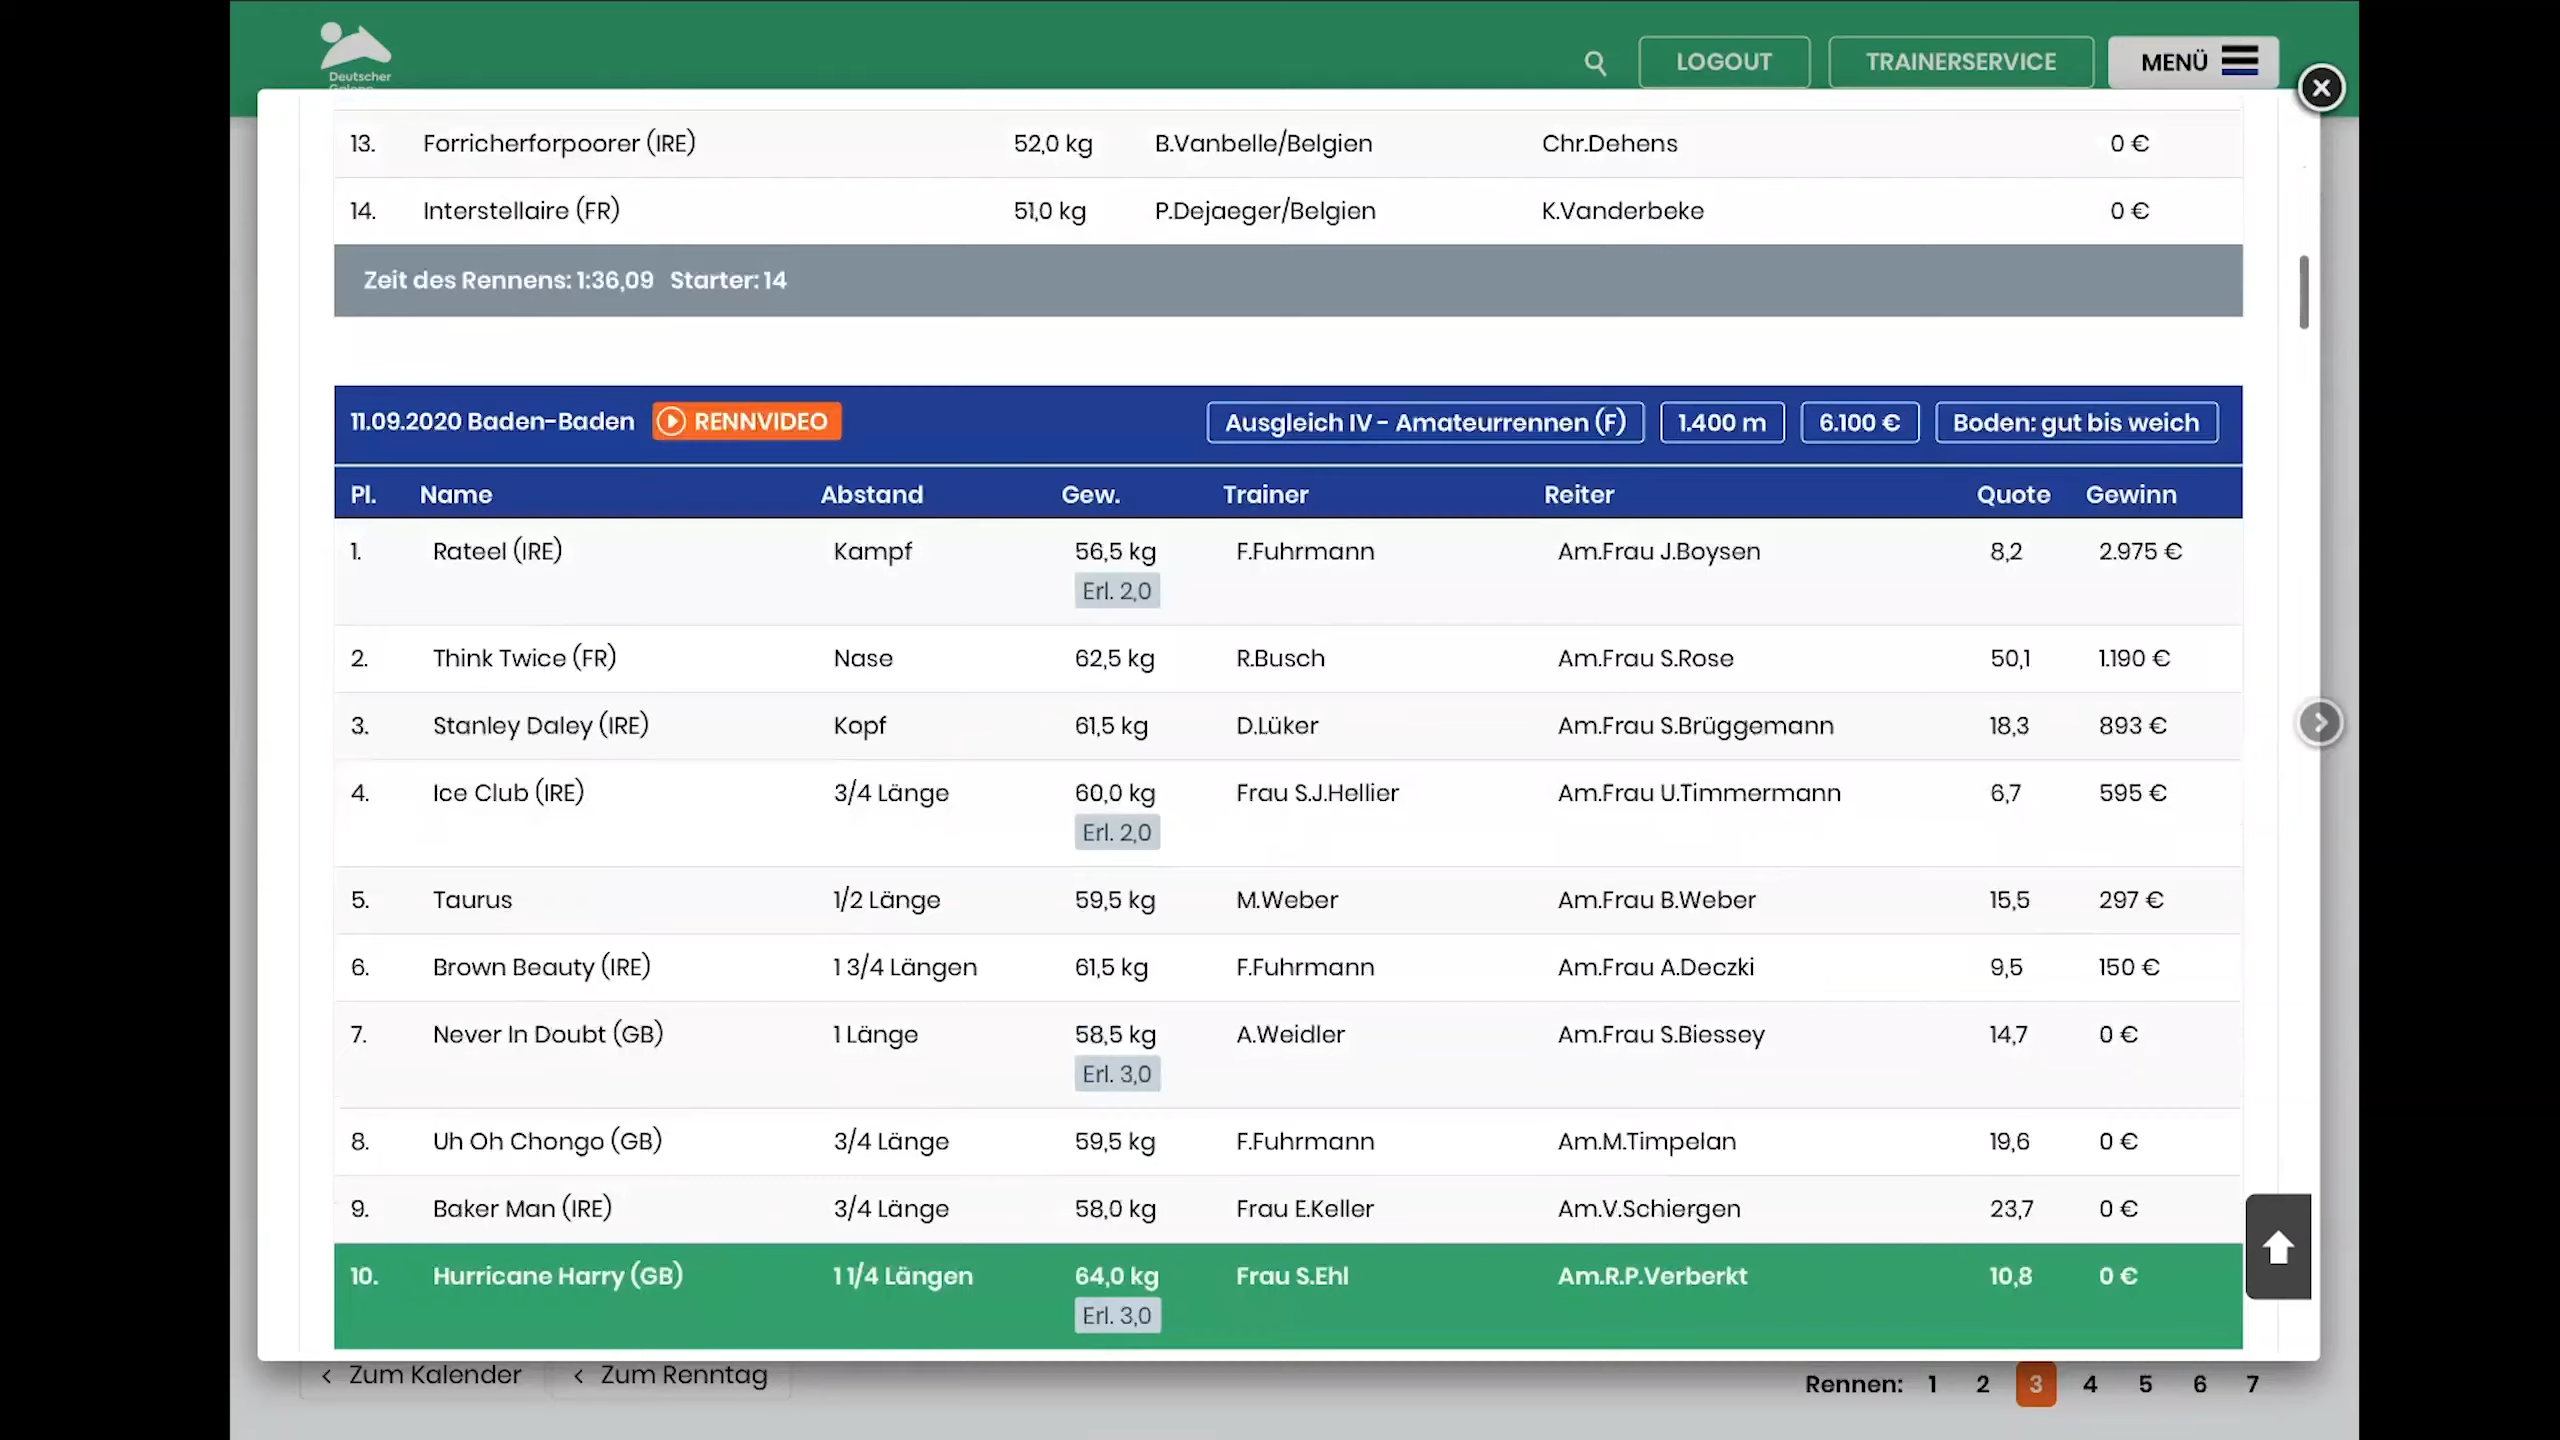 Deutscher
LOGOUT
TRAINERSERVICE
MENÜ
13. Forricherforpoorer (IRE) 52,0 kg B.Vanbelle/Belgien Chr.Dehens 0 €
14. Interstellaire (FR) 51,0 kg P.Dejaeger/Belgien K.Vanderbeke 0 €
Zeit des Rennens: 1:36,09 Starter: 14
11.09.2020 Baden-Baden RENNVIDEO Ausgleich IV - Amateurrennen (F) 1.400 m 6.100 € Boden: gut bis weich
Pl. Name Abstand Gew. Trainer Reiter Quote Gewinn
1. Rateel (IRE) Kampf 56,5 kg F.Fuhrmann Am.Frau J.Boysen 8,2 2.975 €
Erl. 2,0
2. Think Twice (FR) Nase 62,5 kg R.Busch Am.Frau S.Rose 50,1 1.190 €
3. Stanley Daley (IRE) Kopf 61,5 kg D.Lüker Am.Frau S.Brüggemann 18,3 893 €
4. Ice Club (IRE) 3/4 Länge 60,0 kg Frau S.J.Hellier Am.Frau U.Timmermann 6,7 595 €
Erl. 2,0
5. Taurus 1/2 Länge 59,5 kg M.Weber Am.Frau B.Weber 15,5 297 €
6. Brown Beauty (IRE) 1 3/4 Längen 61,5 kg F.Fuhrmann Am.Frau A.Deczki 9,5 150 €
7. Never In Doubt (GB) 1 Länge 58,5 kg A.Weidler Am.Frau S.Biessey 14,7 0 €
Erl. 3,0
8. Uh Oh Chongo (GB) 3/4 Länge 59,5 kg F.Fuhrmann Am.M.Timpelan 19,6 0 €
9. Baker Man (IRE) 3/4 Länge 58,0 kg Frau E.Keller Am.V.Schiergen 23,7 0 €
10. Hurricane Harry (GB) 1 1/4 Längen 64,0 kg Frau S.Ehl Am.R.P.Verberkt 10,8 0 €
Erl. 3,0
‹ Zum Kalender ‹ Zum Renntag Rennen: 1 2 3 4 5 6 7